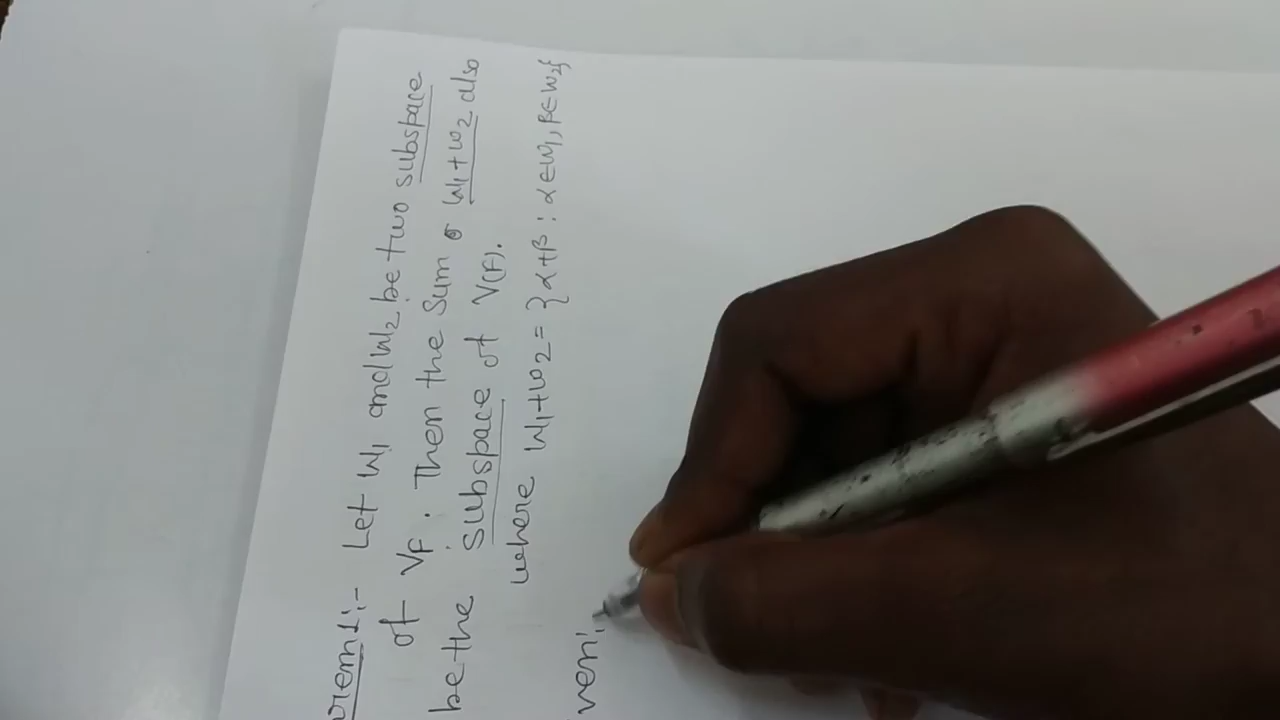 orem1:- Let W1 and W2 be two subspace
of VF. Then the sum of W1+W2 also
be the subspace of V(F).
where W1+W2 = {α+β : α∈W1, β∈W2}
ven: